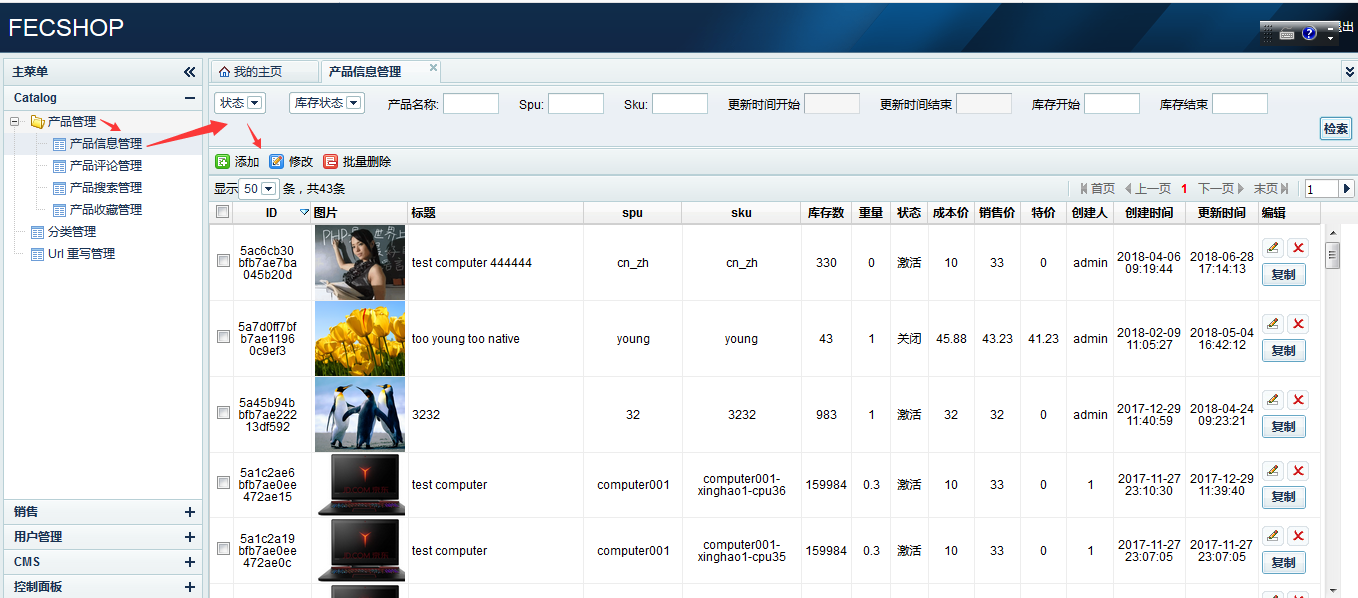 FECSHOP
出
主菜单
我的主页
产品信息管理
Catalog
产品管理
产品信息管理
产品评论管理
产品搜索管理
产品收藏管理
分类管理
Url 重写管理
销售
用户管理
CMS
控制面板
状态 库存状态 产品名称: Spu: Sku: 更新时间开始 更新时间结束 库存开始 库存结束
检索
添加 修改 批量删除
显示 50 条，共43条 首页 上一页 1 下一页 末页 1
ID 图片 标题 spu sku 库存数 重量 状态 成本价 销售价 特价 创建人 创建时间 更新时间 编辑
5ac6cb30
bfb7ae7ba
045b20d
test computer 444444 cn_zh cn_zh 330 0 激活 10 33 0 admin
2018-04-06
09:19:44
2018-06-28
17:14:13
复制
5a7d0ff7bf
b7ae1196
0c9ef3
too young too native young young 43 1 关闭 45.88 43.23 41.23 admin
2018-02-09
11:05:27
2018-05-04
16:42:12
复制
5a45b94b
bfb7ae222
13df592
3232 32 3232 983 1 激活 32 32 0 admin
2017-12-29
11:40:59
2018-04-24
09:23:21
复制
5a1c2ae6
bfb7ae0ee
472ae15
test computer computer001
computer001-
xinghao1-cpu36
159984 0.3 激活 10 33 0 1
2017-11-27
23:10:30
2017-12-29
11:39:40
复制
5a1c2a19
bfb7ae0ee
472ae0c
test computer computer001
computer001-
xinghao1-cpu35
159984 0.3 激活 10 33 0 1
2017-11-27
23:07:05
2017-11-27
23:07:05
复制